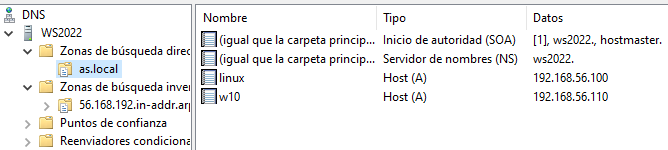 DNS
WS2022
Zonas de búsqueda direc
as.local
Zonas de búsqueda inver
56.168.192.in-addr.arp
Puntos de confianza
Reenviadores condiciona
Nombre Tipo Datos
(igual que la carpeta princip... Inicio de autoridad (SOA) [1], ws2022., hostmaster.
(igual que la carpeta princip... Servidor de nombres (NS) ws2022.
linux Host (A) 192.168.56.100
w10 Host (A) 192.168.56.110